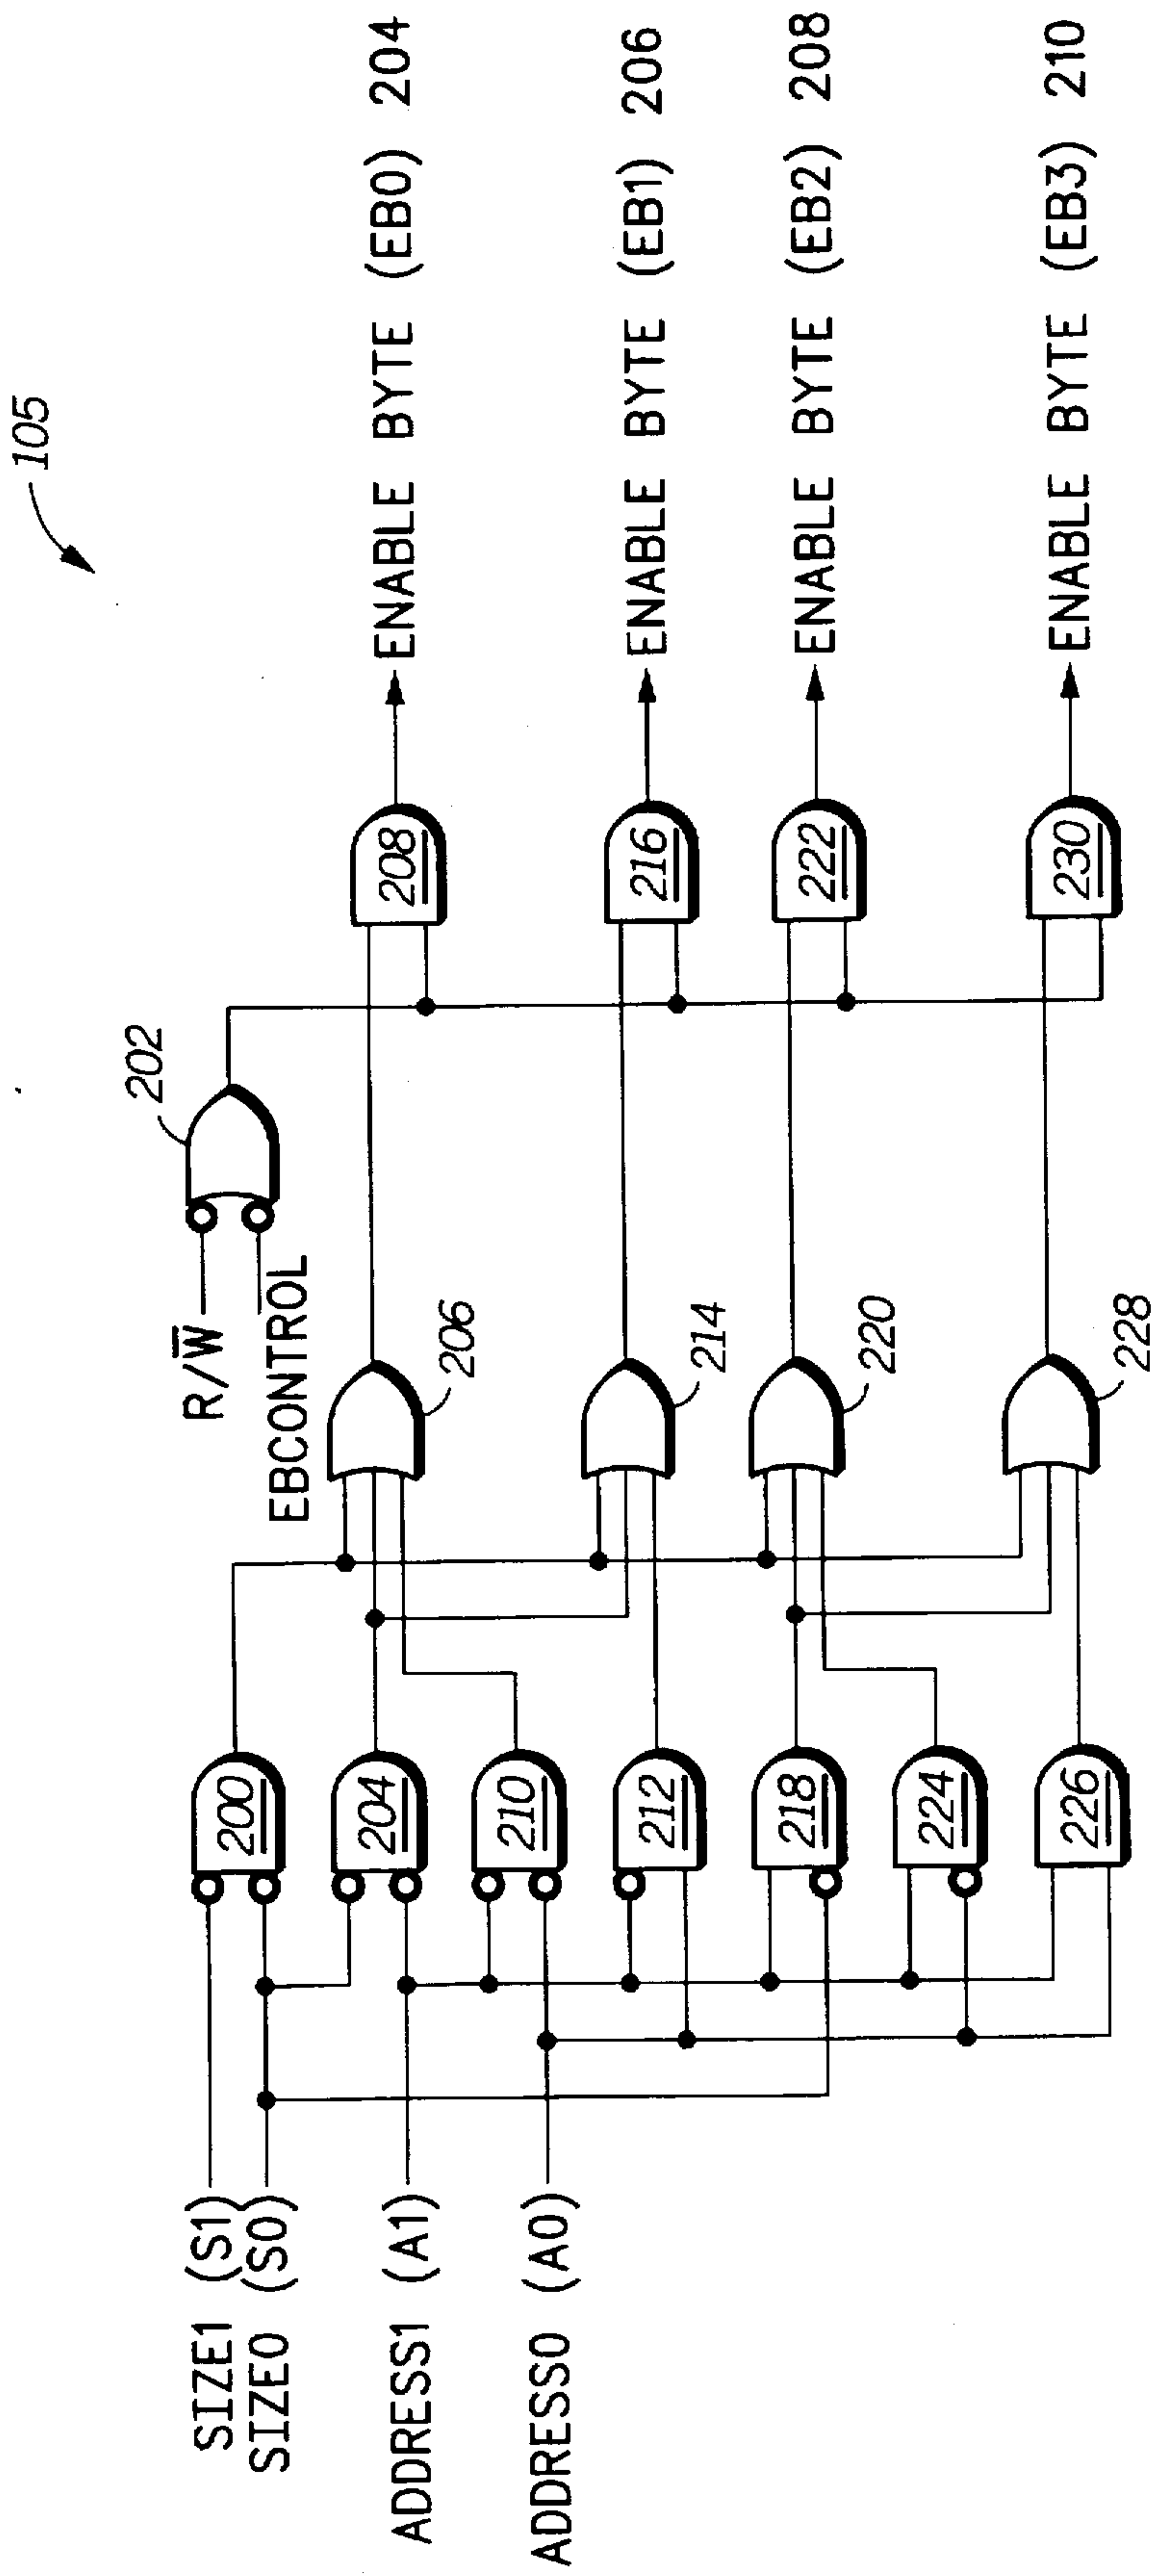 105
SIZE1 (S1)
SIZE0 (S0)
ADDRESS1 (A1)
ADDRESS0 (A0)
200
204
210
212
218
224
226
R/W̅
EBCONTROL
202
206
214
220
228
208
216
222
230
ENABLE BYTE (EB0) 204
ENABLE BYTE (EB1) 206
ENABLE BYTE (EB2) 208
ENABLE BYTE (EB3) 210